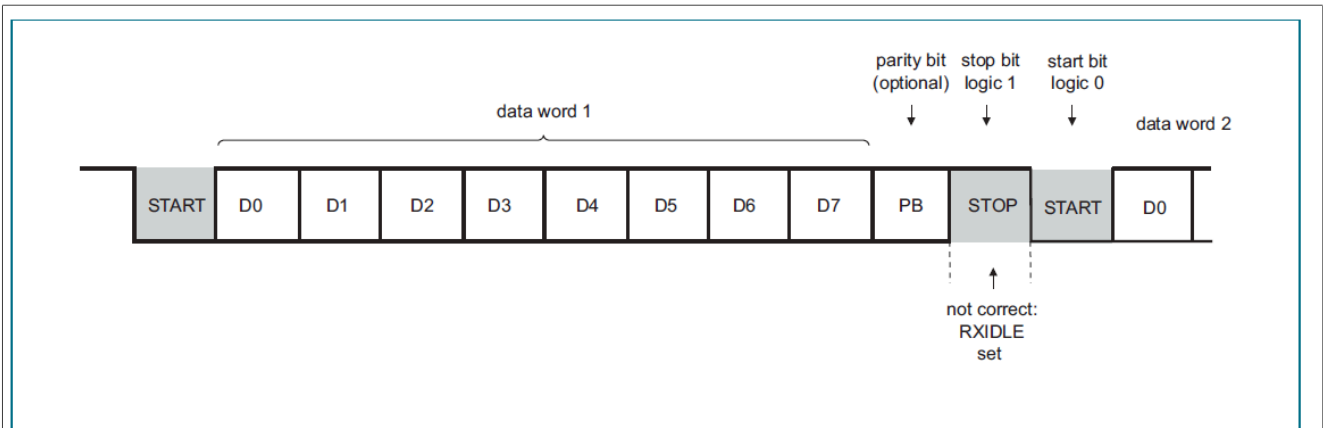 parity bit
(optional)
stop bit
logic 1
start bit
logic 0
data word 1
data word 2
START D0 D1 D2 D3 D4 D5 D6 D7 PB STOP START D0
not correct:
RXIDLE
set